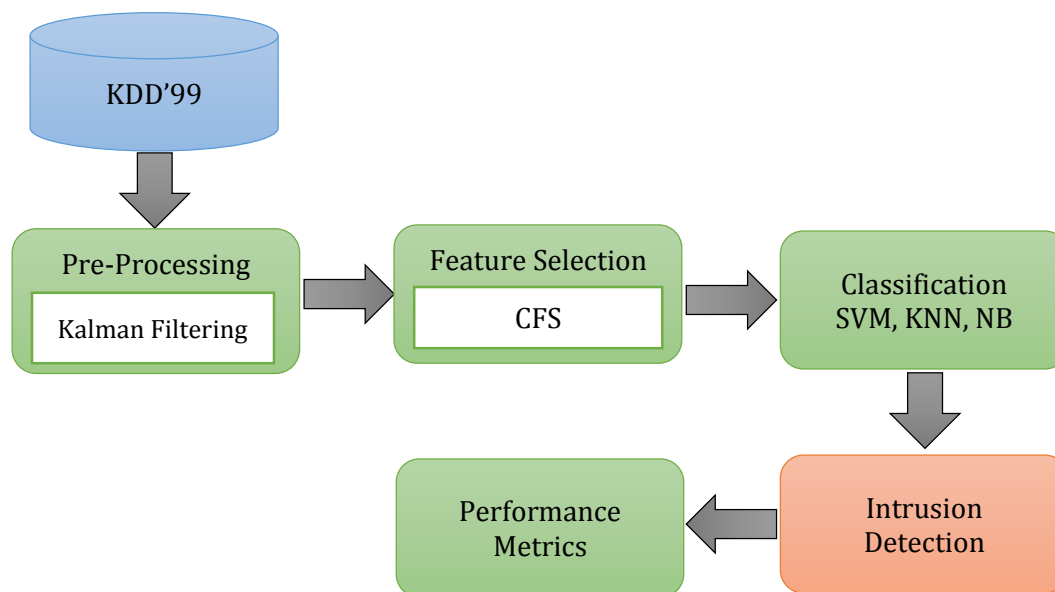 KDD’99
Pre-Processing
Kalman Filtering
Feature Selection
CFS
Classification
SVM, KNN, NB
Intrusion
Detection
Performance
Metrics